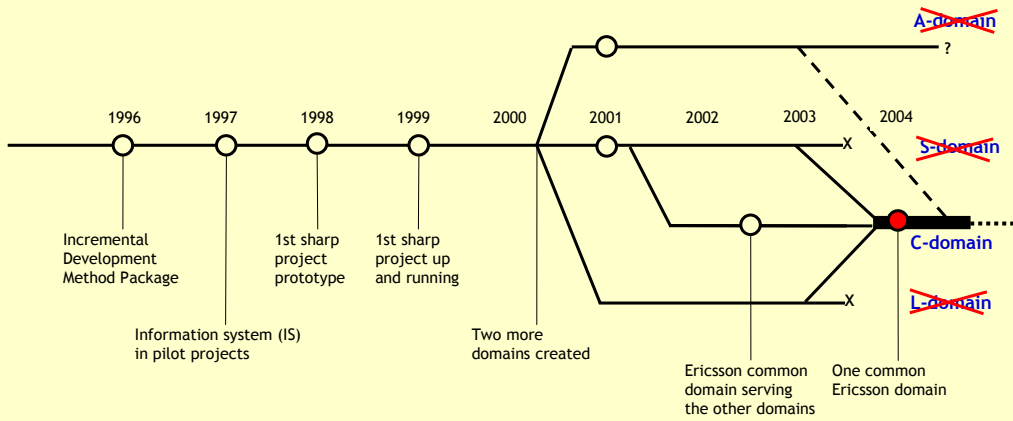 A-domain
?
1996
1997
1998
1999
2000
2001
2002
2003
2004
X
S-domain
Incremental
Development
Method Package
1st sharp
project
prototype
1st sharp
project up
and running
C-domain
X
L-domain
Information system (IS)
in pilot projects
Two more
domains created
Ericsson common
domain serving
the other domains
One common
Ericsson domain